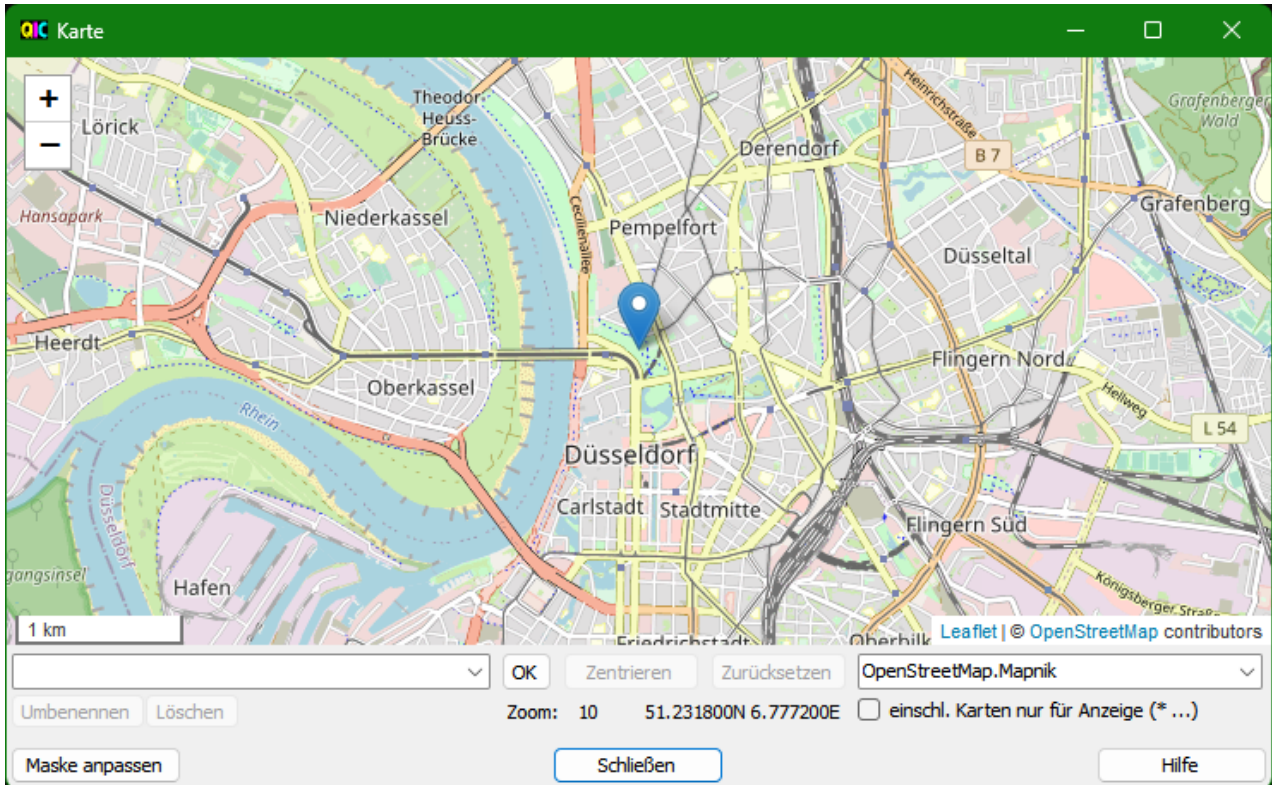 QIC Karte
+
−
Theodor-
Heuss-
Brücke
Lörick
Heinrichstraße
Grafenberger
Wald
Derendorf
B 7
Hansapark
Niederkassel
Cecilienallee
Pempelfort
Grafenberg
Düsseltal
Heerdt
Oberkassel
Flingern Nord
Rhein
Hellweg
L 54
Düsseldorf
Düsseldorf
Carlstadt
Stadtmitte
Flingern Süd
gangsinsel
Hafen
Königsberger Straß
1 km
Friedrichstadt
Oberbilk
Leaflet | © OpenStreetMap contributors
OK
Zentrieren
Zurücksetzen
OpenStreetMap.Mapnik
Umbenennen
Löschen
Zoom: 10 51.231800N 6.777200E
einschl. Karten nur für Anzeige (* ...)
Maske anpassen
Schließen
Hilfe